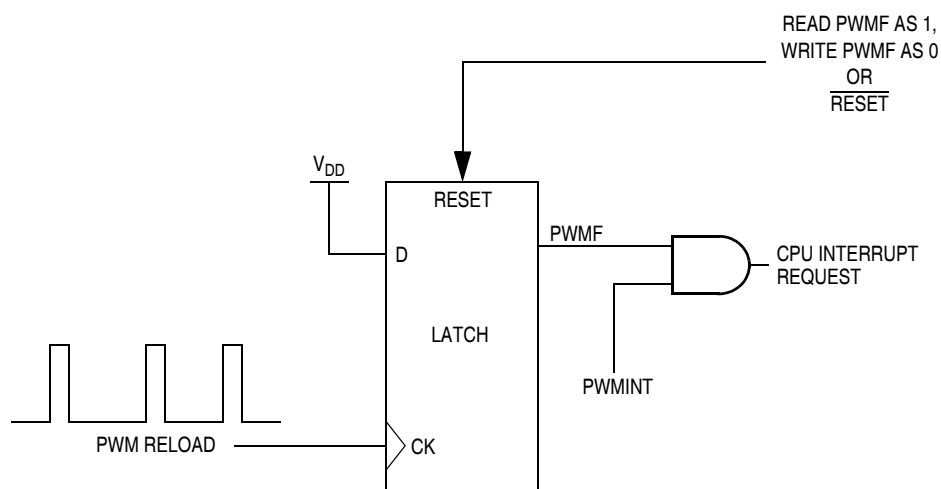 READ PWMF AS 1,
WRITE PWMF AS 0
OR
RESET
VDD
RESET
D
PWMF
CPU INTERRUPT
REQUEST
LATCH
PWMINT
PWM RELOAD
CK